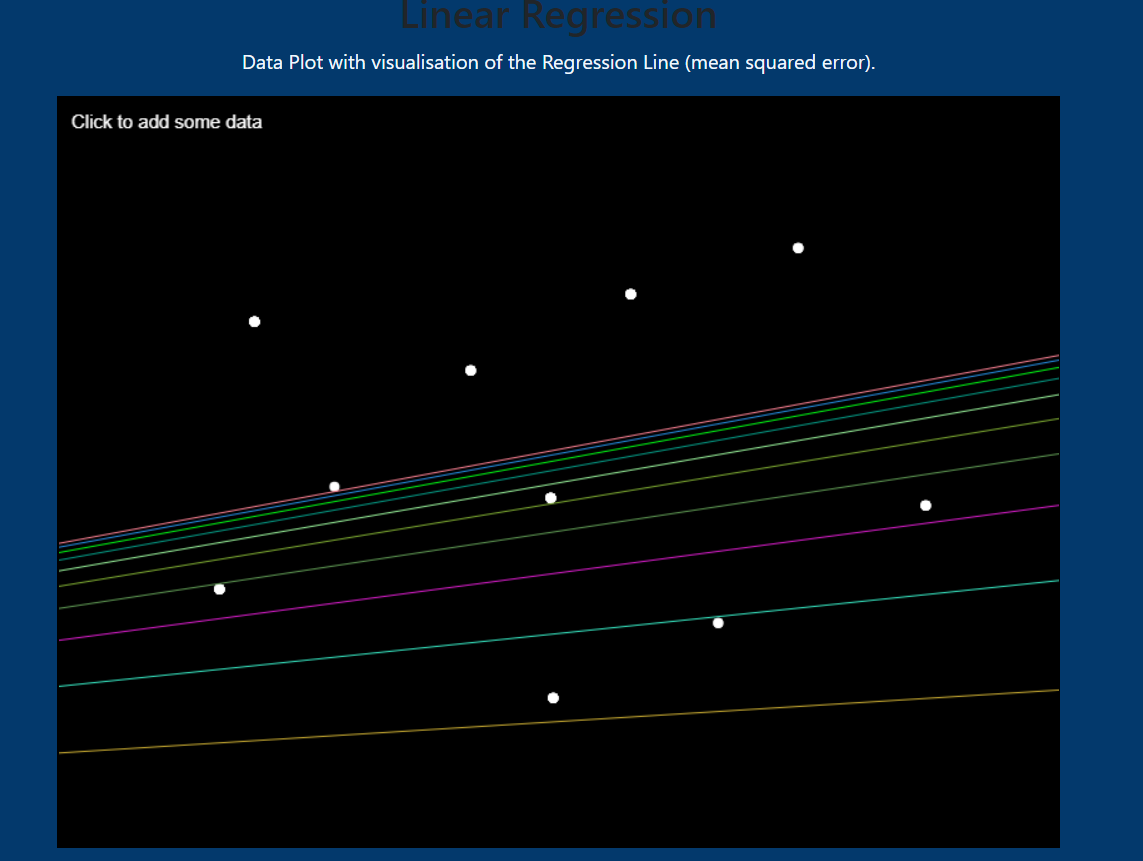 Linear Regression
Data Plot with visualisation of the Regression Line (mean squared error).
Click to add some data